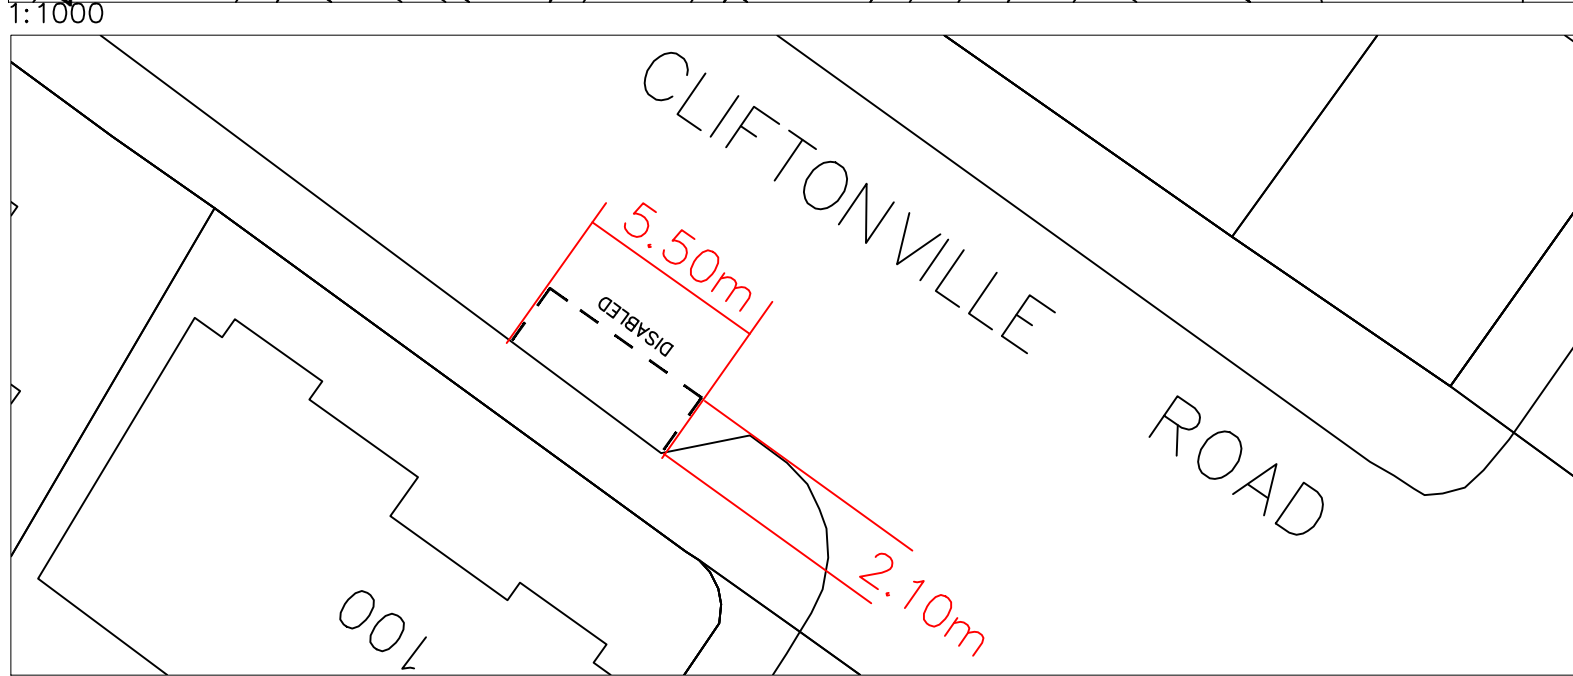 1:1000
CLIFTONVILLE
ROAD
5.50m
DISABLED
2.10m
100